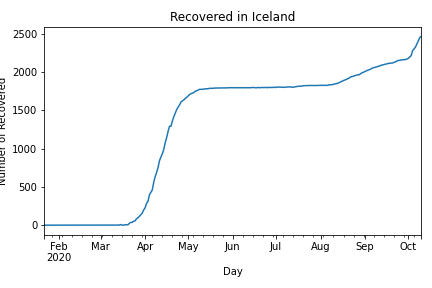 Recovered in Iceland
Number of Recovered
2500
2000
1500
1000
500
0
Feb Mar Apr May Jun Jul Aug Sep Oct
2020
Day